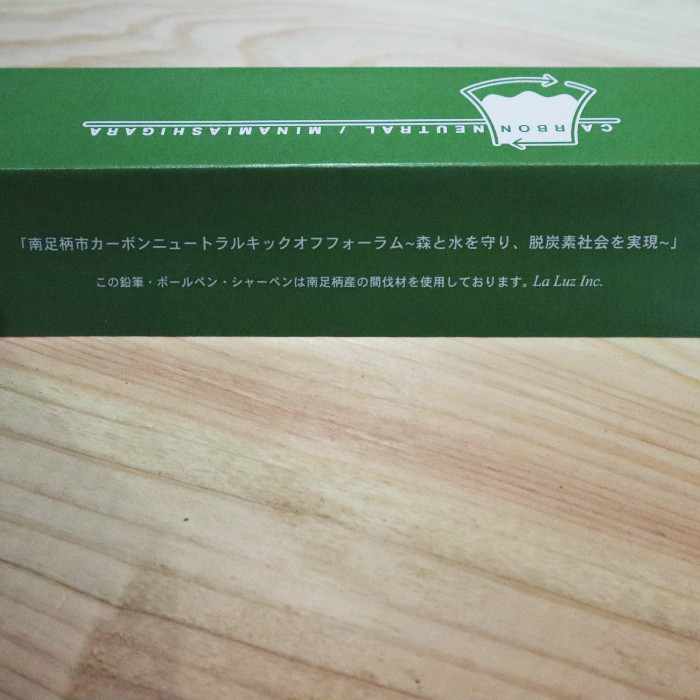 CARBON NEUTRAL / MINAMIASHIGARA
「南足柄市カーボンニュートラルキックオフフォーラム~森と水を守り、脱炭素社会を実現~」
この鉛筆・ボールペン・シャーペンは南足柄産の間伐材を使用しております。La Luz Inc.